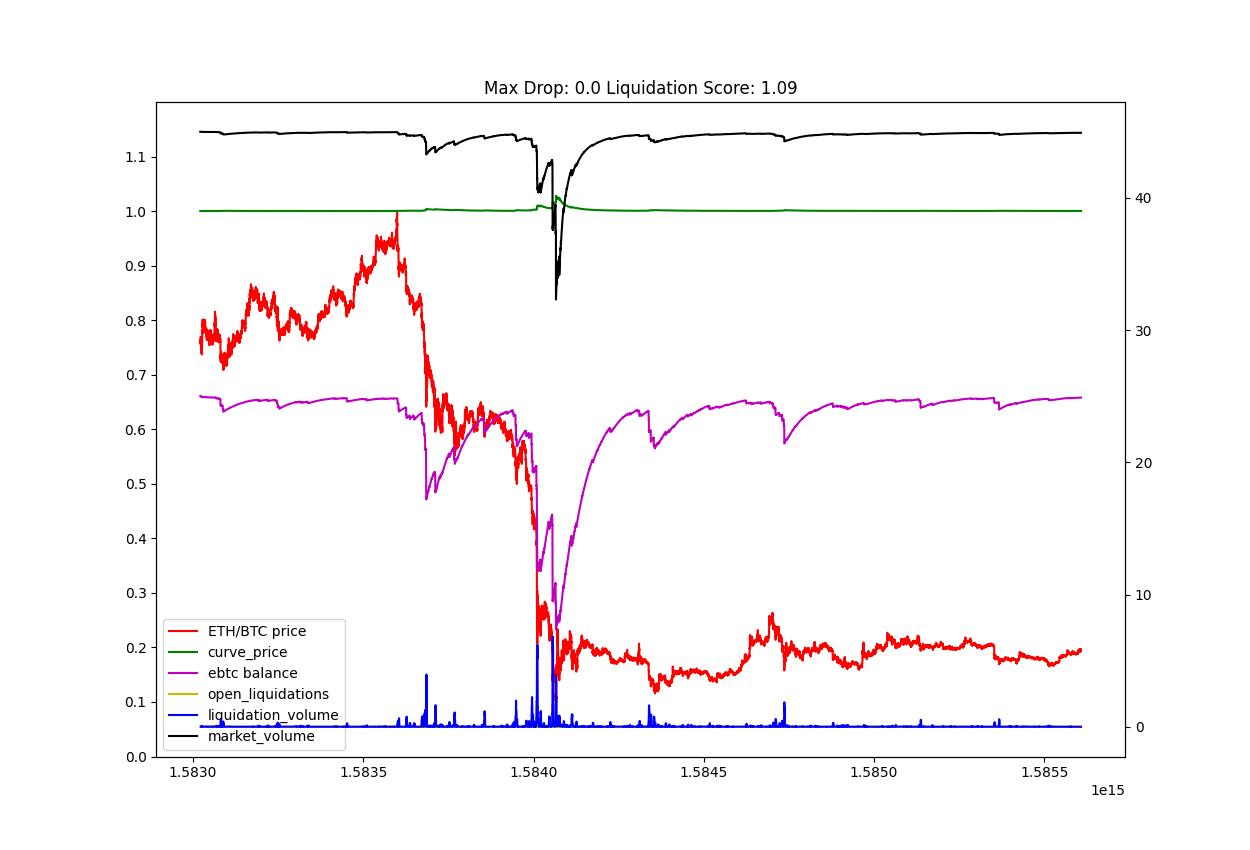 Max Drop: 0.0 Liquidation Score: 1.09
1.1
1.0
0.9
0.8
0.7
0.6
0.5
0.4
0.3
0.2
0.1
0.0
40
30
20
10
0
ETH/BTC price
curve_price
ebtc balance
open_liquidations
liquidation_volume
market_volume
1.5830 1.5835 1.5840 1.5845 1.5850 1.5855
1e15